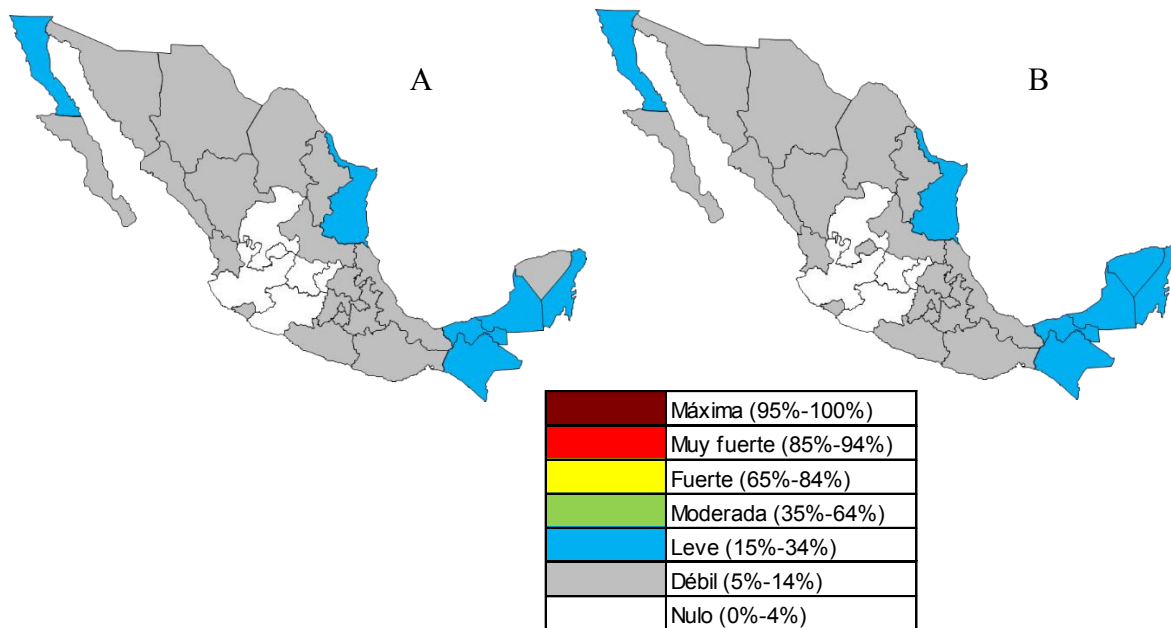 A
B
Máxima (95%-100%)
Muy fuerte (85%-94%)
Fuerte (65%-84%)
Moderada (35%-64%)
Leve (15%-34%)
Débil (5%-14%)
Nulo (0%-4%)